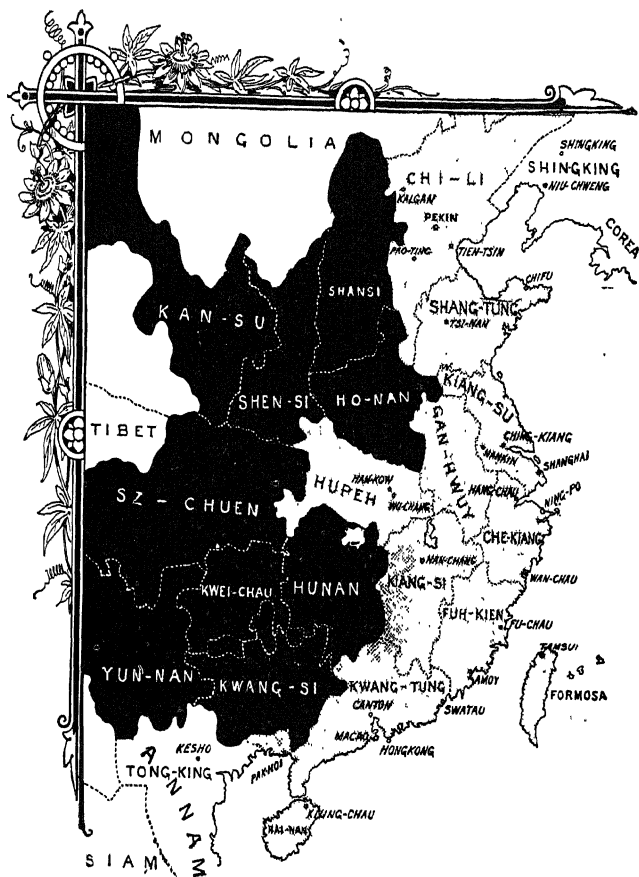 MONGOLIA
SHINGKING
SHINGKING
NIU-CHWENG
CHI-LI
KALGAN
PEKIN
PAO-TING
TIEN-TSIN
COREA
CHIFU
SHANSI
KAN-SU
SHANG-TUNG
TSI-NAN
SHEN-SI
HO-NAN
KIANG-SU
TIBET
GAN-HWUY
CHING-KIANG
NANKIN
SHANGHAI
HUPEH
HAN-KOW
WU-CHANG
HANG-CHAU
NING-PO
SZ-CHUEN
CHE-KIANG
NAN-CHANG
KWEI-CHAU
HUNAN
KIANG-SI
WAN-CHAU
FUH-KIEN
FU-CHAU
TAMSUI
YUN-NAN
KWANG-SI
KWANG-TUNG
AMOY
FORMOSA
CANTON
SWATAU
MACAO
HONGKONG
ANNAM
KESHO
TONG-KING
PAK-HOI
KIUNG-CHAU
HAI-NAN
SIAM